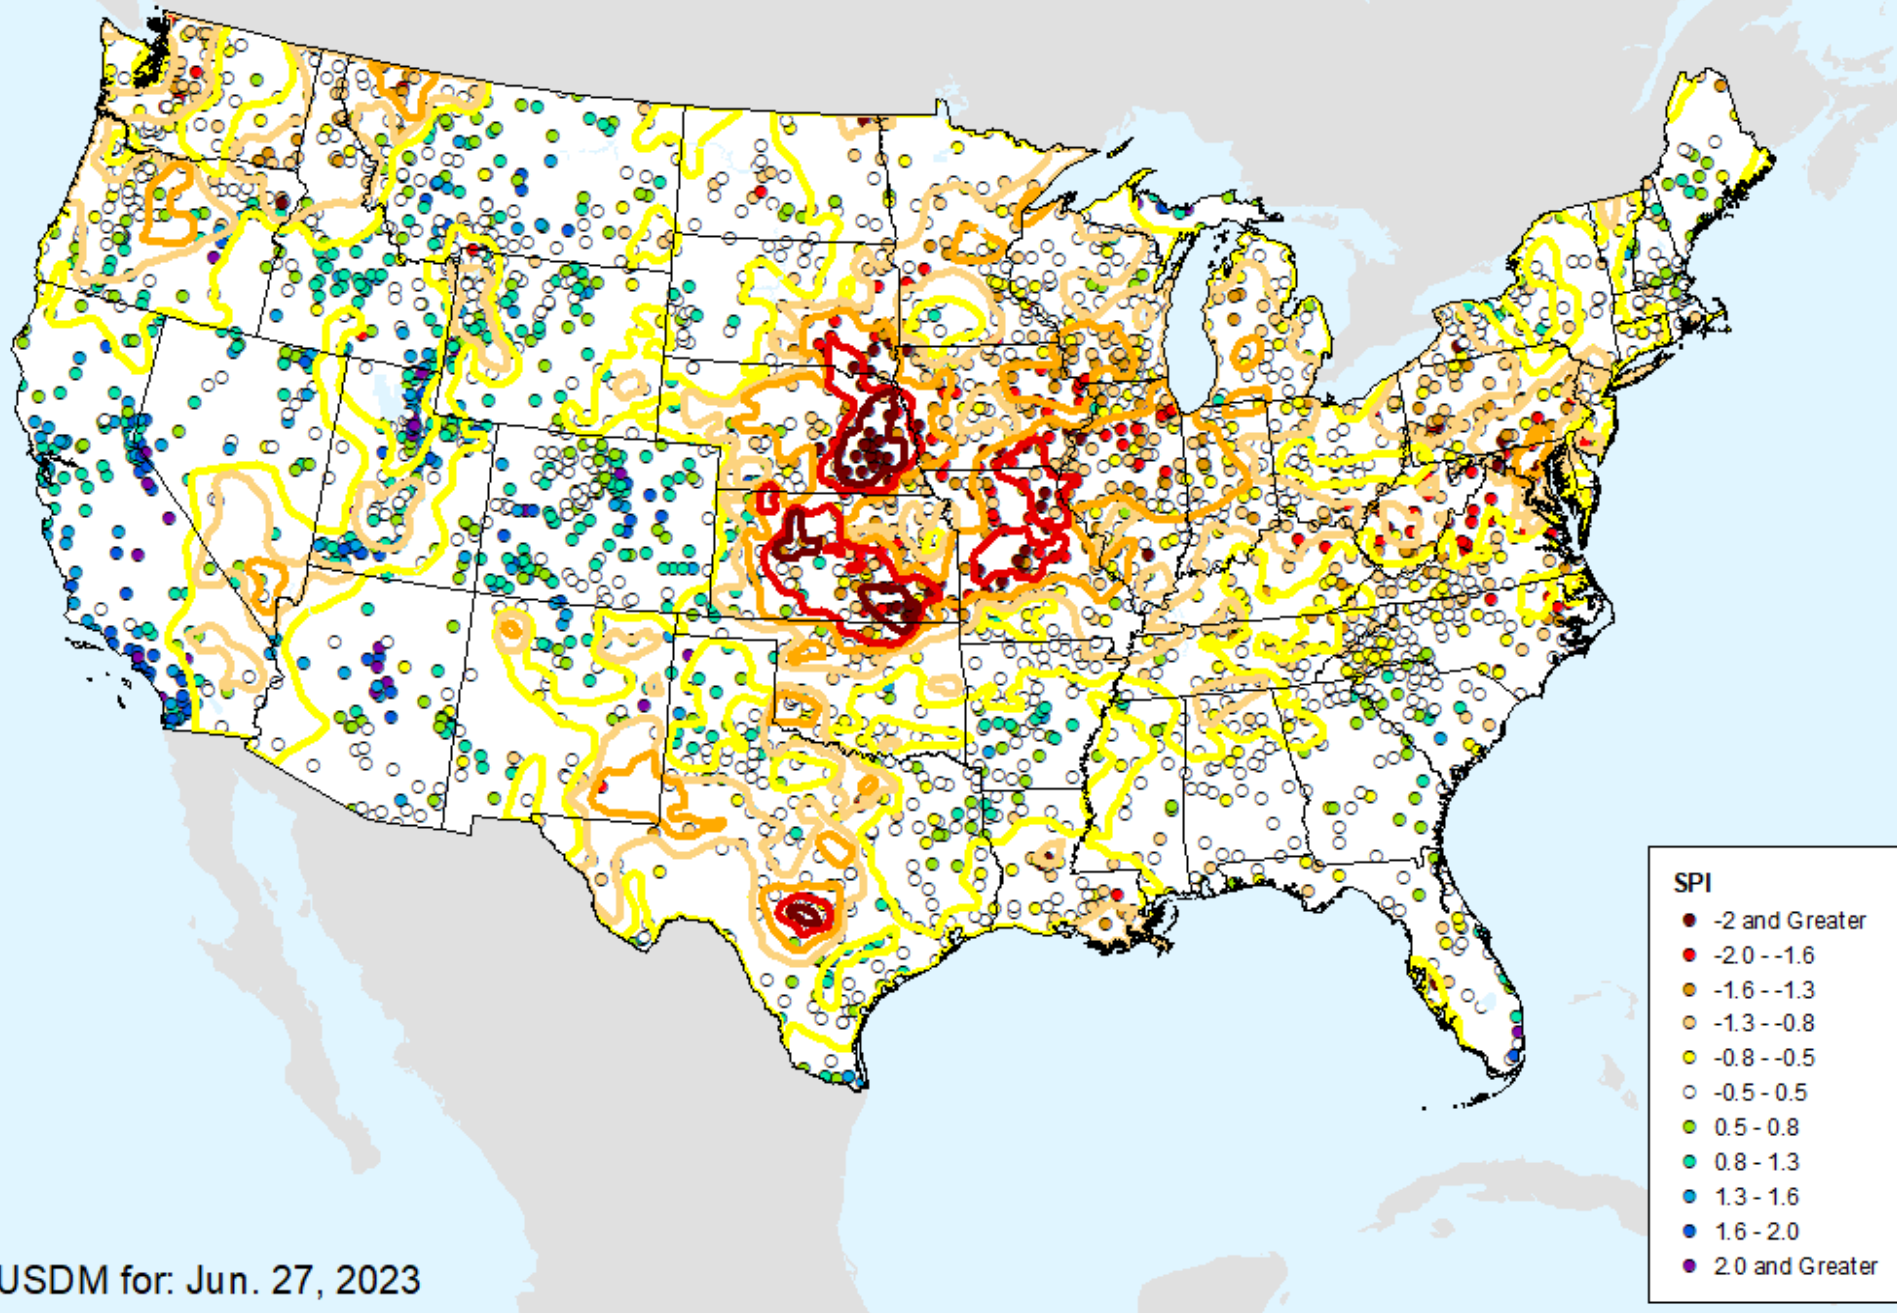 SPI
-2 and Greater
-2.0 - -1.6
-1.6 - -1.3
-1.3 - -0.8
-0.8 - -0.5
-0.5 - 0.5
0.5 - 0.8
0.8 - 1.3
1.3 - 1.6
1.6 - 2.0
2.0 and Greater
USDM for: Jun. 27, 2023